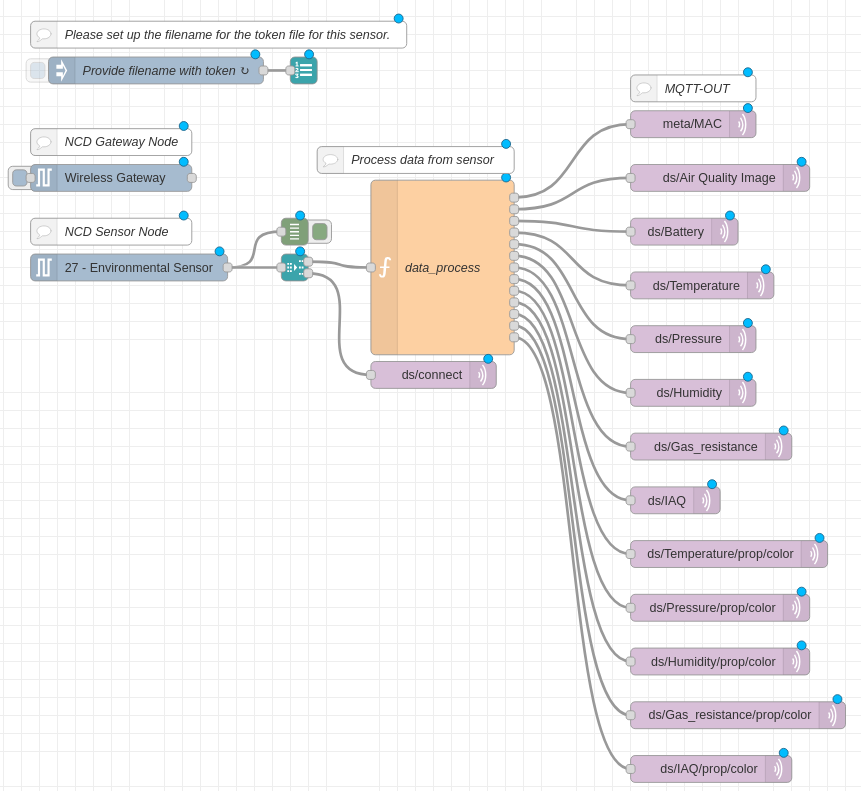 Please set up the filename for the token file for this sensor.
Provide filename with token ↻
NCD Gateway Node
Wireless Gateway
NCD Sensor Node
27 - Environmental Sensor
Process data from sensor
data_process
ds/connect
MQTT-OUT
meta/MAC
ds/Air Quality Image
ds/Battery
ds/Temperature
ds/Pressure
ds/Humidity
ds/Gas_resistance
ds/IAQ
ds/Temperature/prop/color
ds/Pressure/prop/color
ds/Humidity/prop/color
ds/Gas_resistance/prop/color
ds/IAQ/prop/color